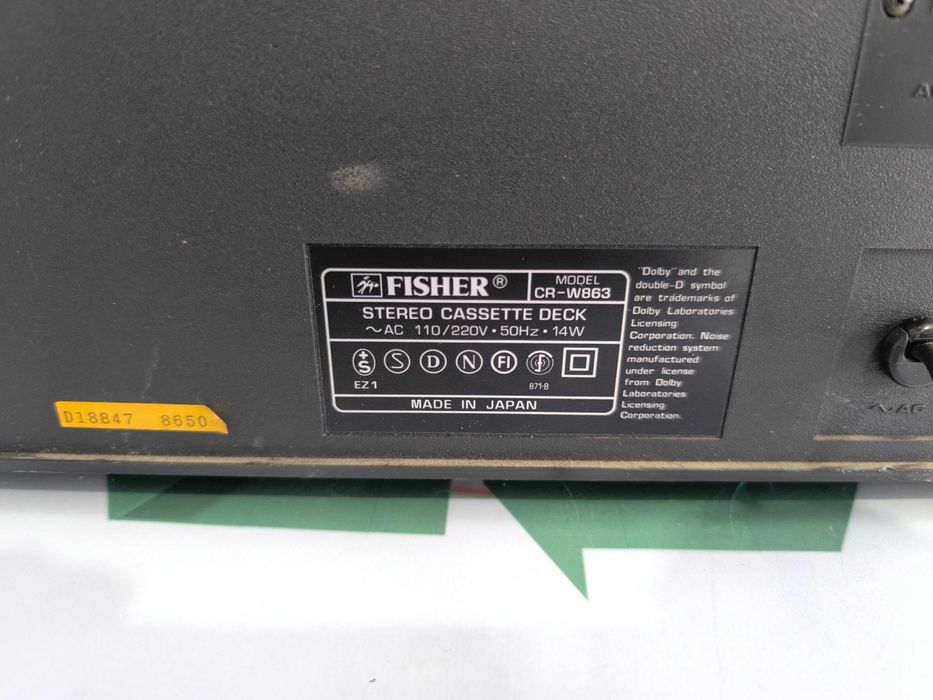 FISHER®
MODEL
CR-W863
STEREO CASSETTE DECK
~AC 110/220V•50Hz•14W
+S S D N FI
EZ1
871-B
MADE IN JAPAN
"Dolby" and the
double-D symbol
are trademarks of
Dolby Laboratories
Licensing
Corporation. Noise
reduction system
manufactured
under license
from Dolby
Laboratories
Licensing
Corporation.
D18847 8650
~AC